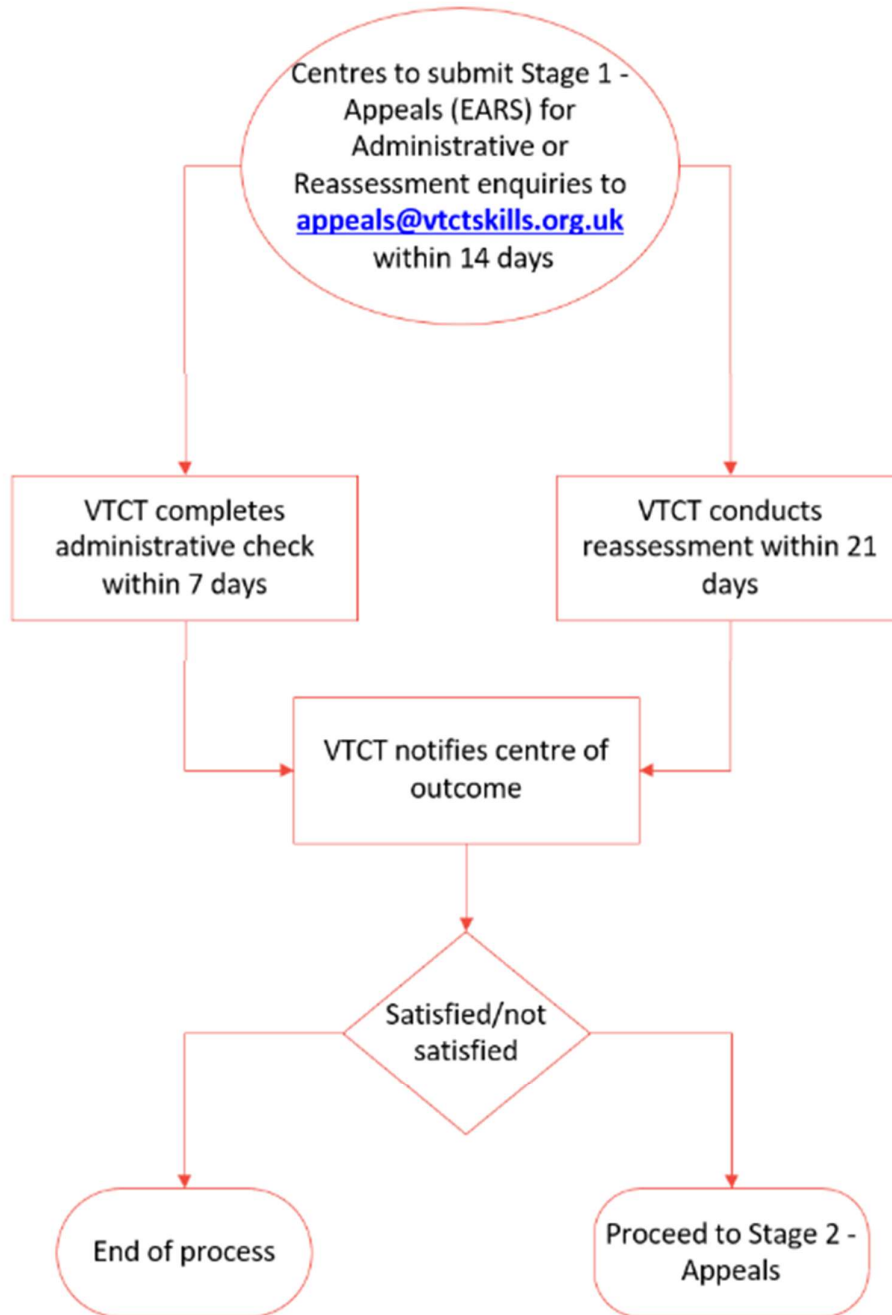 Centres to submit Stage 1 -
Appeals (EARS) for
Administrative or
Reassessment enquiries to
appeals@vtctskills.org.uk
within 14 days
VTCT completes
administrative check
within 7 days
VTCT conducts
reassessment within 21
days
VTCT notifies centre of
outcome
Satisfied/not
satisfied
End of process
Proceed to Stage 2 -
Appeals